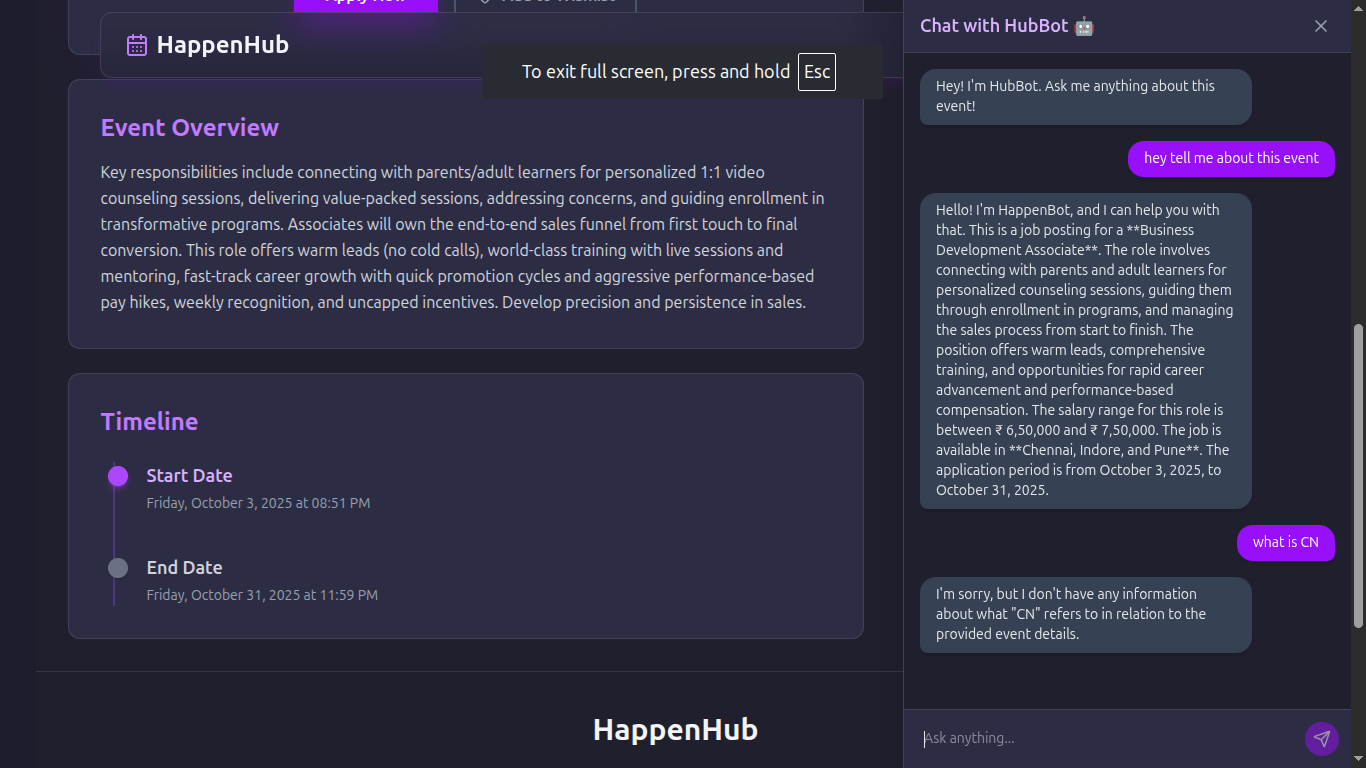 Apply Now
Add to Wishlist
HappenHub
To exit full screen, press and hold Esc
Event Overview
Key responsibilities include connecting with parents/adult learners for personalized 1:1 video
counseling sessions, delivering value-packed sessions, addressing concerns, and guiding enrollment in
transformative programs. Associates will own the end-to-end sales funnel from first touch to final
conversion. This role offers warm leads (no cold calls), world-class training with live sessions and
mentoring, fast-track career growth with quick promotion cycles and aggressive performance-based
pay hikes, weekly recognition, and uncapped incentives. Develop precision and persistence in sales.
Timeline
Start Date
Friday, October 3, 2025 at 08:51 PM
End Date
Friday, October 31, 2025 at 11:59 PM
HappenHub
Chat with HubBot 🤖
Hey! I'm HubBot. Ask me anything about this
event!
hey tell me about this event
Hello! I'm HappenBot, and I can help you with
that. This is a job posting for a **Business
Development Associate**. The role involves
connecting with parents and adult learners for
personalized counseling sessions, guiding them
through enrollment in programs, and managing
the sales process from start to finish. The
position offers warm leads, comprehensive
training, and opportunities for rapid career
advancement and performance-based
compensation. The salary range for this role is
between ₹ 6,50,000 and ₹ 7,50,000. The job is
available in **Chennai, Indore, and Pune**. The
application period is from October 3, 2025, to
October 31, 2025.
what is CN
I'm sorry, but I don't have any information
about what "CN" refers to in relation to the
provided event details.
Ask anything...